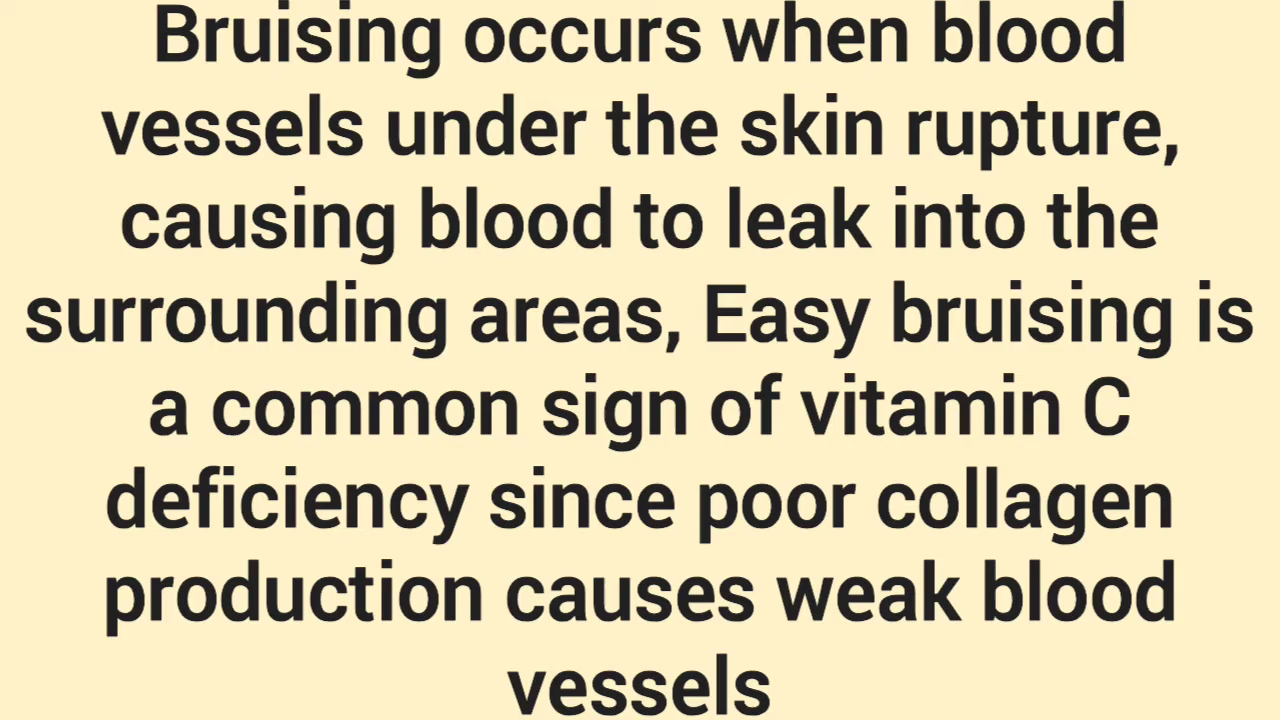 Bruising occurs when blood
vessels under the skin rupture,
causing blood to leak into the
surrounding areas, Easy bruising is
a common sign of vitamin C
deficiency since poor collagen
production causes weak blood
vessels